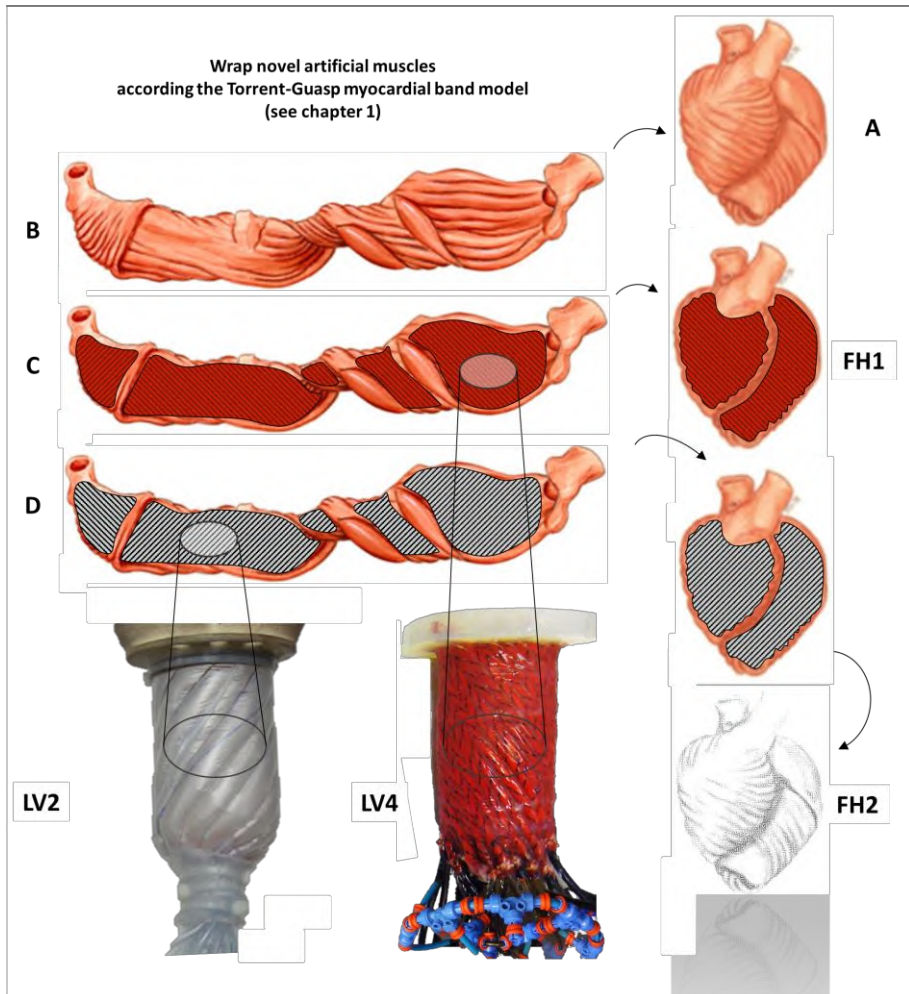 Wrap novel artificial muscles
according the Torrent-Guasp myocardial band model
(see chapter 1)
A
B
C
FH1
D
LV2
LV4
FH2